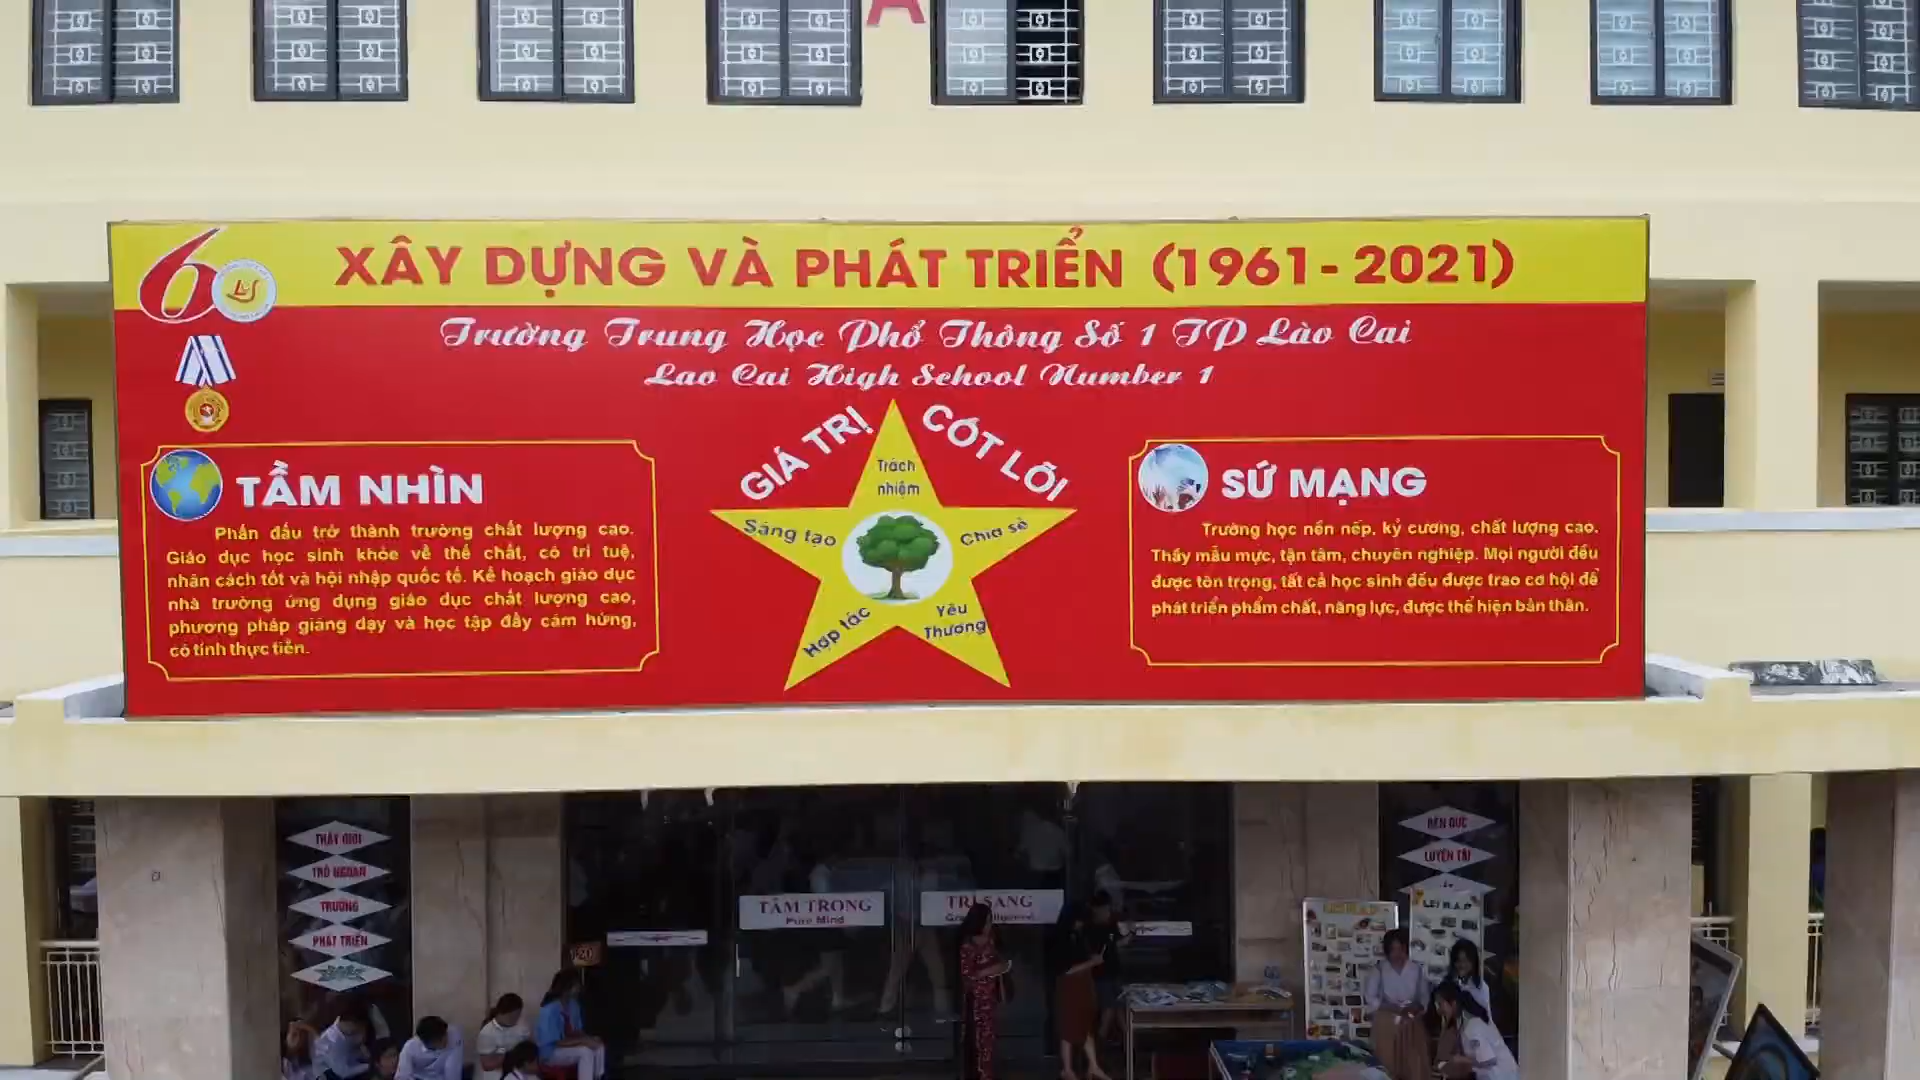 A
60
XÂY DỰNG VÀ PHÁT TRIỂN (1961 - 2021)
Trường Trung Học Phổ Thông Số 1 TP Lào Cai
Lao Cai High School Number 1
GIÁ TRỊ CỐT LÕI
TẦM NHÌN
Phấn đấu trở thành trường chất lượng cao.
Giáo dục học sinh khỏe về thể chất, có trí tuệ,
nhân cách tốt và hội nhập quốc tế. Kế hoạch giáo dục
nhà trường ứng dụng giáo dục chất lượng cao,
phương pháp giảng dạy và học tập đầy cảm hứng,
có tính thực tiễn.
Trách
nhiệm
Sáng tạo
Chia sẻ
Hợp tác
Yêu
Thương
SỨ MẠNG
Trường học nền nếp, kỷ cương, chất lượng cao.
Thầy mẫu mực, tận tâm, chuyên nghiệp. Mọi người đều
được tôn trọng, tất cả học sinh đều được trao cơ hội để
phát triển phẩm chất, năng lực, được thể hiện bản thân.
THẦY GIỎI
TRÒ NGOAN
TRƯỜNG
PHÁT TRIỂN
TÂM TRONG
Pure Mind
TRÍ SÁNG
RÈN ĐỨC
LUYỆN TÀI